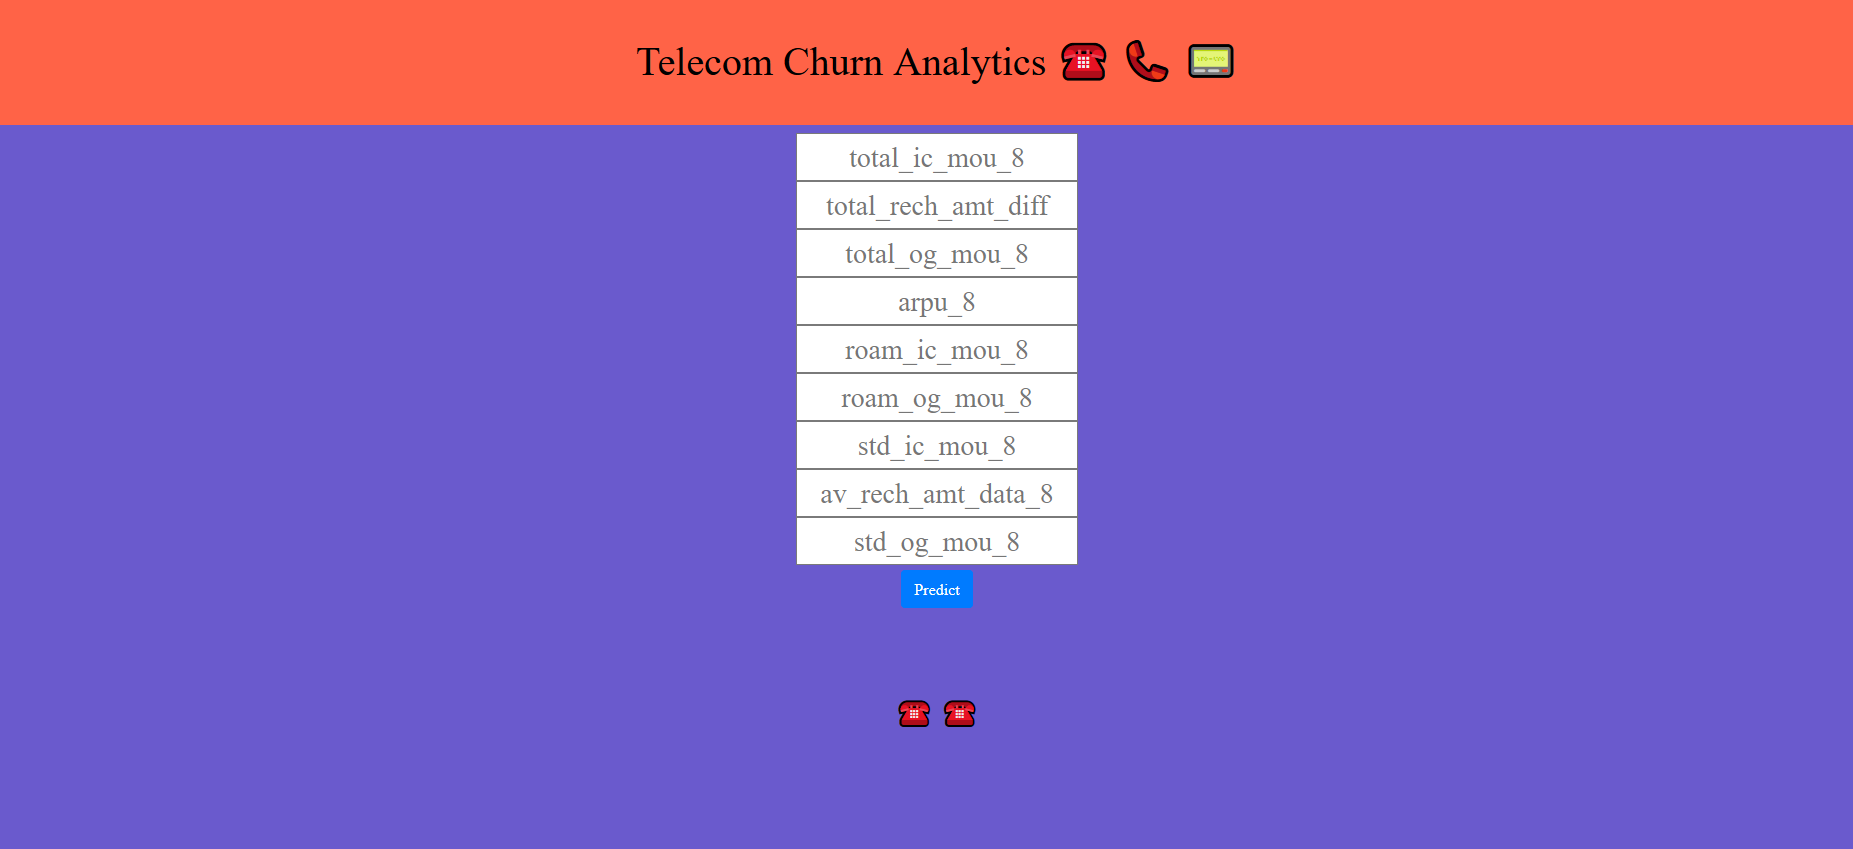 Telecom Churn Analytics
total_ic_mou_8
total_rech_amt_diff
total_og_mou_8
arpu_8
roam_ic_mou_8
roam_og_mou_8
std_ic_mou_8
av_rech_amt_data_8
std_og_mou_8
Predict